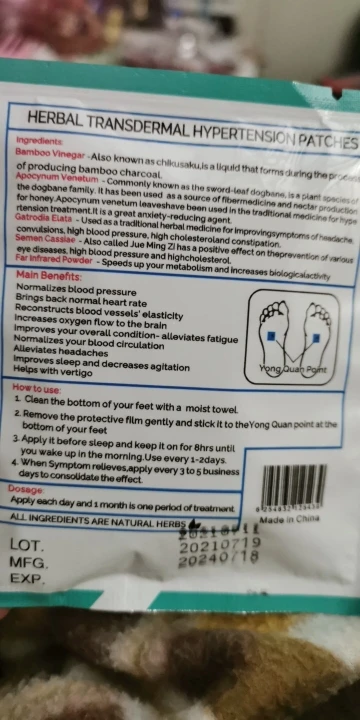 HERBAL TRANSDERMAL HYPERTENSION PATCHES
Ingredients:
Bamboo Vinegar - Also known as chikusaku,is a liquid that forms during the process
of producing bamboo charcoal.
Apocynum Venetum - Commonly known as the sword-leaf dogbane, is a plant species of
the dogbane family. It has been used as a source of fibermedicine and nectar production
for honey.Apocynum venetum leaveshave been used in the traditional medicine for hype
rtension treatment.It is a great anxiety-reducing agent.
Gatrodia Elata - Used as a traditional herbal medicine for improvingsymptoms of headache,
convulsions, high blood pressure, high cholesteroland constipation.
Semen Cassiae - Also called Jue Ming Zi has a positive effect on theprevention of various
eye diseases, high blood pressure and highcholesterol.
Far Infrared Powder - Speeds up your metabolism and increases biologicalactivity
Main Benefits:
Normalizes blood pressure
Brings back normal heart rate
Reconstructs blood vessels' elasticity
Increases oxygen flow to the brain
Improves your overall condition- alleviates fatigue
Normalizes your blood circulation
Alleviates headaches
Improves sleep and decreases agitation
Helps with vertigo
Yong Quan Point
How to use:
1. Clean the bottom of your feet with a moist towel.
2. Remove the protective film gently and stick it to theYong Quan point at the
bottom of your feet
3. Apply it before sleep and keep it on for 8hrs until
you wake up in the morning.Use every 1-2days.
4. When Symptom relieves,apply every 3 to 5 business
days to consolidate the effect.
Dosage:
Apply each day and 1 month is one period of treatment
ALL INGREDIENTS ARE NATURAL HERBS
Made in China
LOT.
MFG. 20210719
EXP. 20240718